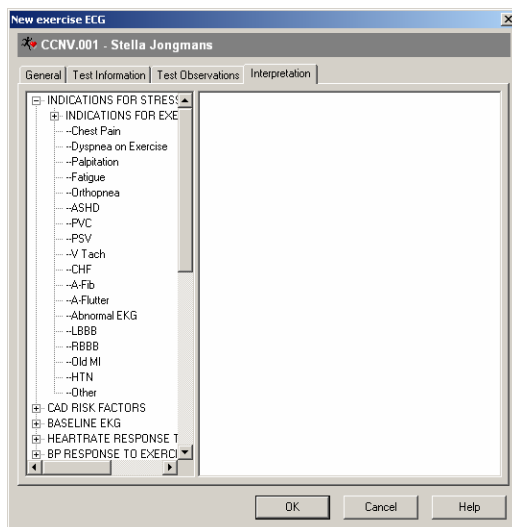 New exercise ECG
CCNV.001 - Stella Jongmans
General Test Information Test Observations Interpretation
INDICATIONS FOR STRESS
INDICATIONS FOR EXE
--Chest Pain
--Dyspnea on Exercise
--Palpitation
--Fatigue
--Orthopnea
--ASHD
--PVC
--PSV
--V Tach
--CHF
--A-Fib
--A-Flutter
--Abnormal EKG
--LBBB
--RBBB
--Old MI
--HTN
--Other
CAD RISK FACTORS
BASELINE EKG
HEARTRATE RESPONSE T
BP RESPONSE TO EXERCI
OK Cancel Help